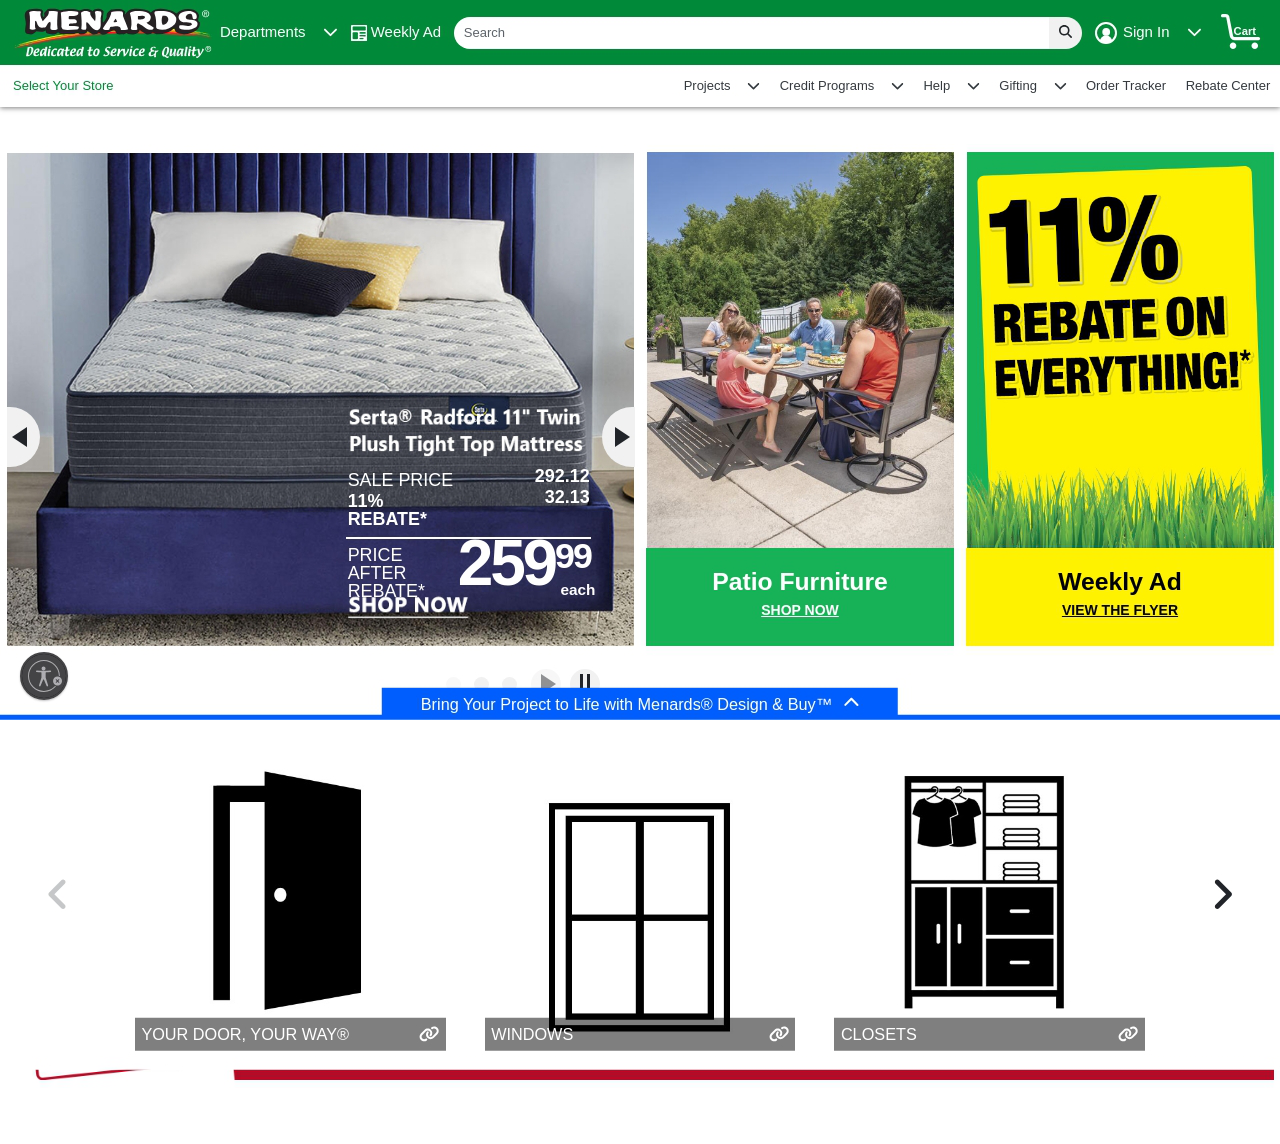 MENARDS®
Dedicated to Service & Quality®
Departments
Weekly Ad
Search
Sign In
Cart
Select Your Store
Projects
Credit Programs
Help
Gifting
Order Tracker
Rebate Center
Serta® Radford 11" Twin
Plush Tight Top Mattress
SALE PRICE 292.12
11% 32.13
REBATE*
PRICE
AFTER
REBATE*
259 99
each
SHOP NOW
Patio Furniture
SHOP NOW
11%
REBATE ON
EVERYTHING!*
Weekly Ad
VIEW THE FLYER
Bring Your Project to Life with Menards® Design & Buy™
YOUR DOOR, YOUR WAY®
WINDOWS
CLOSETS